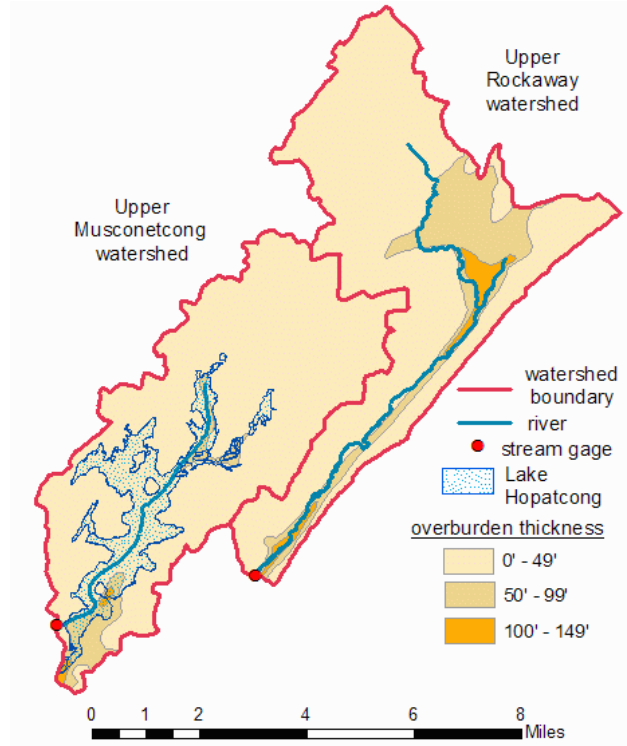 Upper
Rockaway
watershed
Upper
Musconetcong
watershed
watershed
boundary
river
stream gage
Lake
Hopatcong
overburden thickness
0' - 49'
50' - 99'
100' - 149'
0 1 2 4 6 8
Miles